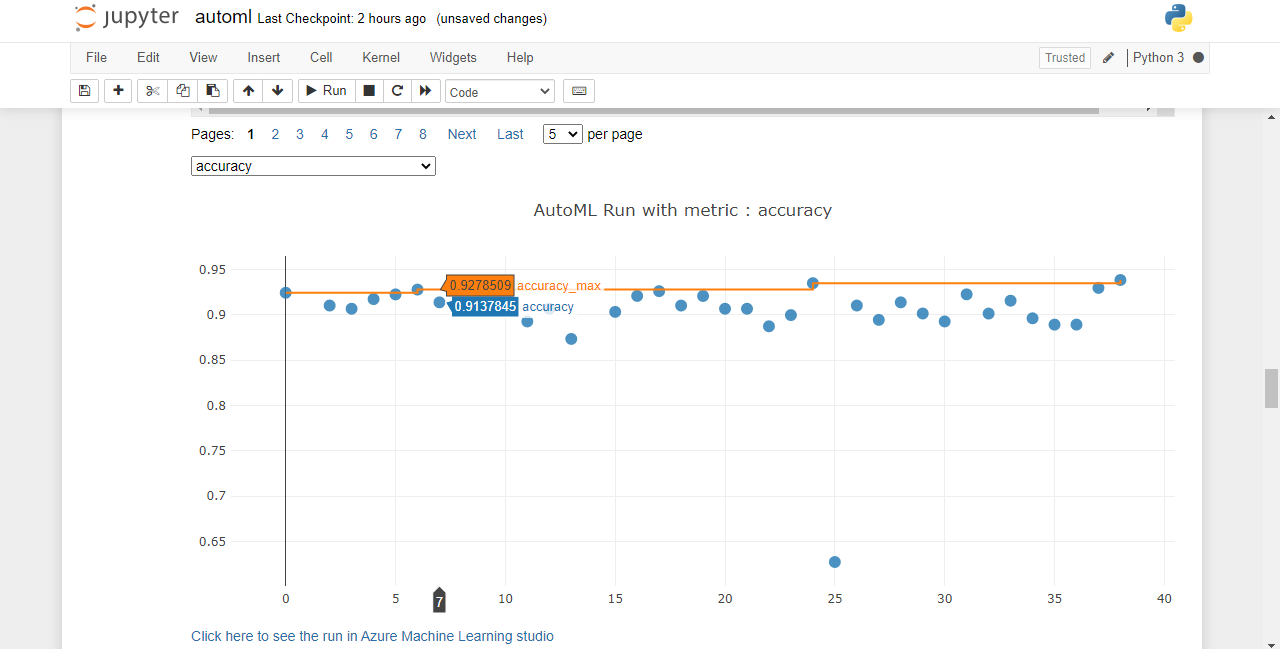 jupyter automl Last Checkpoint: 2 hours ago (unsaved changes)
File Edit View Insert Cell Kernel Widgets Help Trusted Python 3
Run Code
Pages: 1 2 3 4 5 6 7 8 Next Last 5 per page
accuracy
AutoML Run with metric : accuracy
0.95
0.9278509 accuracy_max
0.9137845 accuracy
0.9
0.85
0.8
0.75
0.7
0.65
0 5 7 10 15 20 25 30 35 40
Click here to see the run in Azure Machine Learning studio